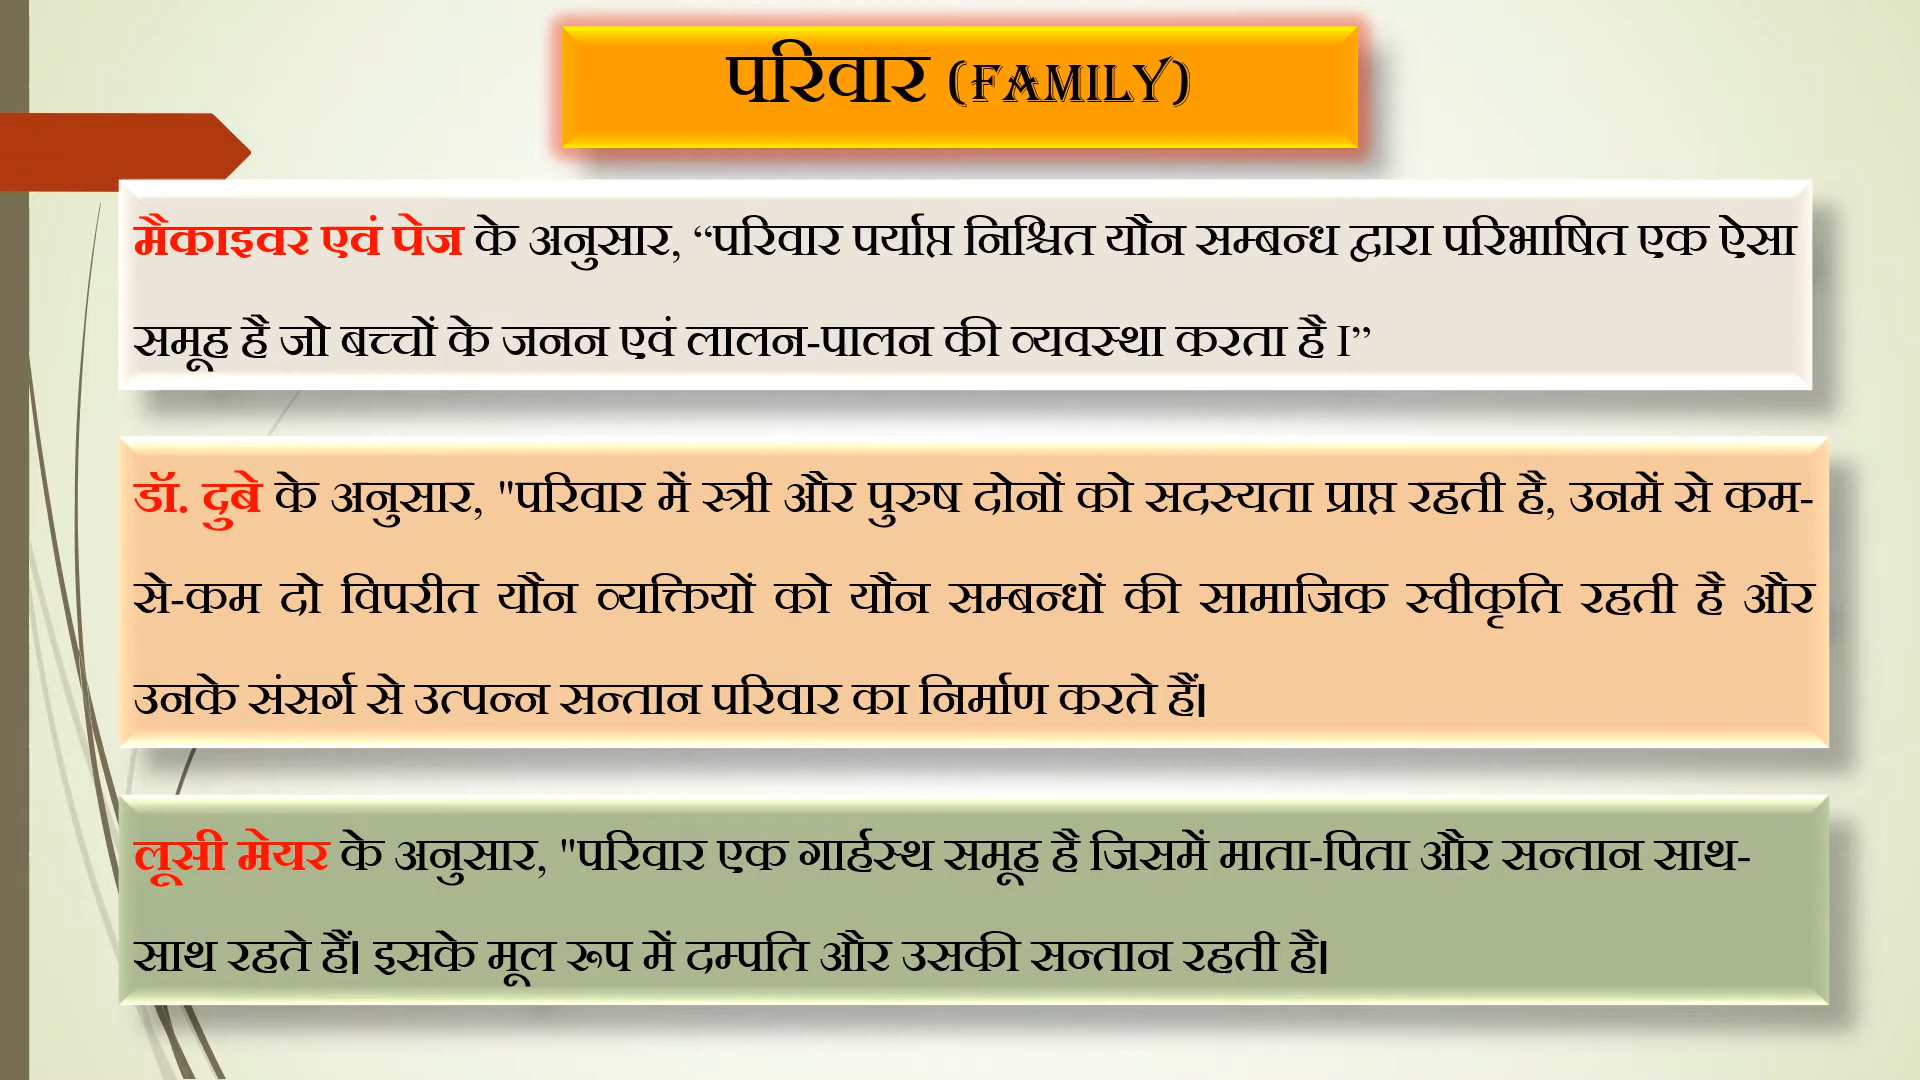 परिवार (FAMILY)
मैकाइवर एवं पेज के अनुसार, “परिवार पर्याप्त निश्चित यौन सम्बन्ध द्वारा परिभाषित एक ऐसा
समूह है जो बच्चों के जनन एवं लालन-पालन की व्यवस्था करता है I”
डॉ. दुबे के अनुसार, "परिवार में स्त्री और पुरुष दोनों को सदस्यता प्राप्त रहती है, उनमें से कम-
से-कम दो विपरीत यौन व्यक्तियों को यौन सम्बन्धों की सामाजिक स्वीकृति रहती है और
उनके संसर्ग से उत्पन्न सन्तान परिवार का निर्माण करते हैं।
लूसी मेयर के अनुसार, "परिवार एक गार्हस्थ समूह है जिसमें माता-पिता और सन्तान साथ-
साथ रहते हैं। इसके मूल रूप में दम्पति और उसकी सन्तान रहती है।